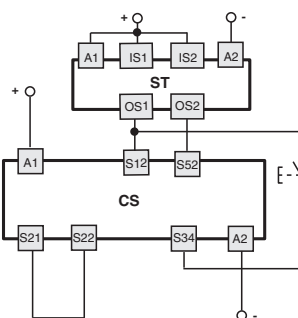 + -
A1 IS1 IS2 A2
ST
OS1 OS2
+
A1 S12 S52
CS
S21 S22 S34 A2
-